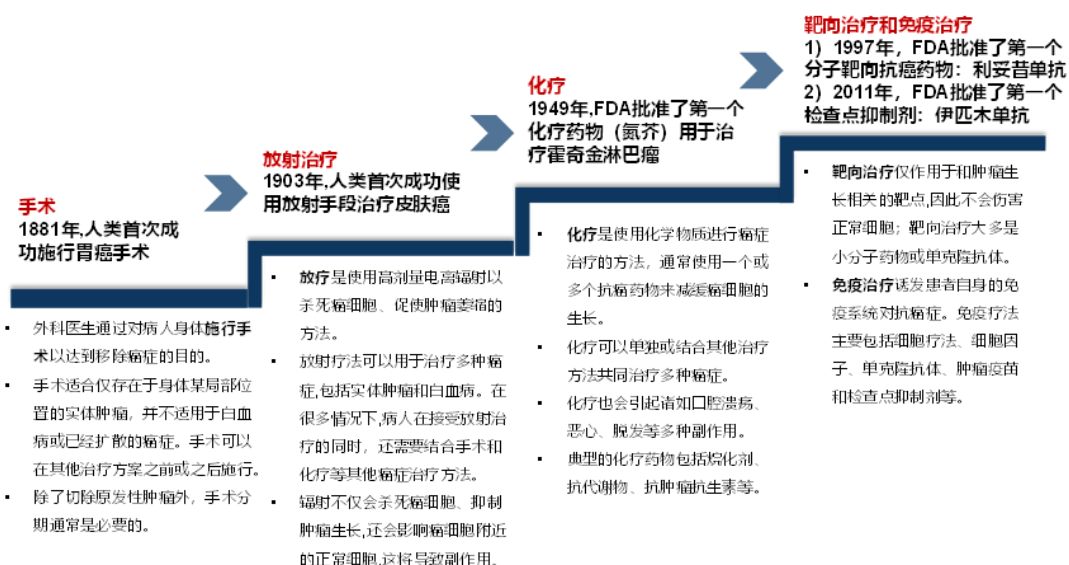 手术
1881年,人类首次成
功施行胃癌手术
▪ 外科医生通过对病人身体施行手
术以达到移除癌症的目的。
▪ 手术适合仅存在于身体某局部位
置的实体肿瘤，并不适用于白血
病或已经扩散的癌症。手术可以
在其他治疗方案之前或之后施行。
▪ 除了切除原发性肿瘤外，手术分
期通常是必要的。
放射治疗
1903年,人类首次成功使
用放射手段治疗皮肤癌
▪ 放疗是使用高剂量电离辐射以
杀死癌细胞、促使肿瘤萎缩的
方法。
▪ 放射疗法可以用于治疗多种癌
症,包括实体肿瘤和白血病。在
很多情况下,病人在接受放射治
疗的同时，还需要结合手术和
化疗等其他癌症治疗方法。
▪ 辐射不仅会杀死癌细胞、抑制
肿瘤生长,还会影响癌细胞附近
的正常细胞,这将导致副作用。
化疗
1949年,FDA批准了第一个
化疗药物（氮芥）用于治
疗霍奇金淋巴瘤
▪ 化疗是使用化学物质进行癌症
治疗的方法，通常使用一个或
多个抗癌药物来减缓癌细胞的
生长。
▪ 化疗可以单独或结合其他治疗
方法共同治疗多种癌症。
▪ 化疗也会引起诸如口腔溃疡、
恶心、脱发等多种副作用。
▪ 典型的化疗药物包括烷化剂、
抗代谢物、抗肿瘤抗生素等。
靶向治疗和免疫治疗
1）1997年，FDA批准了第一个
分子靶向抗癌药物：利妥昔单抗
2）2011年，FDA批准了第一个
检查点抑制剂：伊匹木单抗
▪ 靶向治疗仅作用于和肿瘤生
长相关的靶点,因此不会伤害
正常细胞；靶向治疗大多是
小分子药物或单克隆抗体。
▪ 免疫治疗诱发患者自身的免
疫系统对抗癌症。免疫疗法
主要包括细胞疗法、细胞因
子、单克隆抗体、肿瘤疫苗
和检查点抑制剂等。